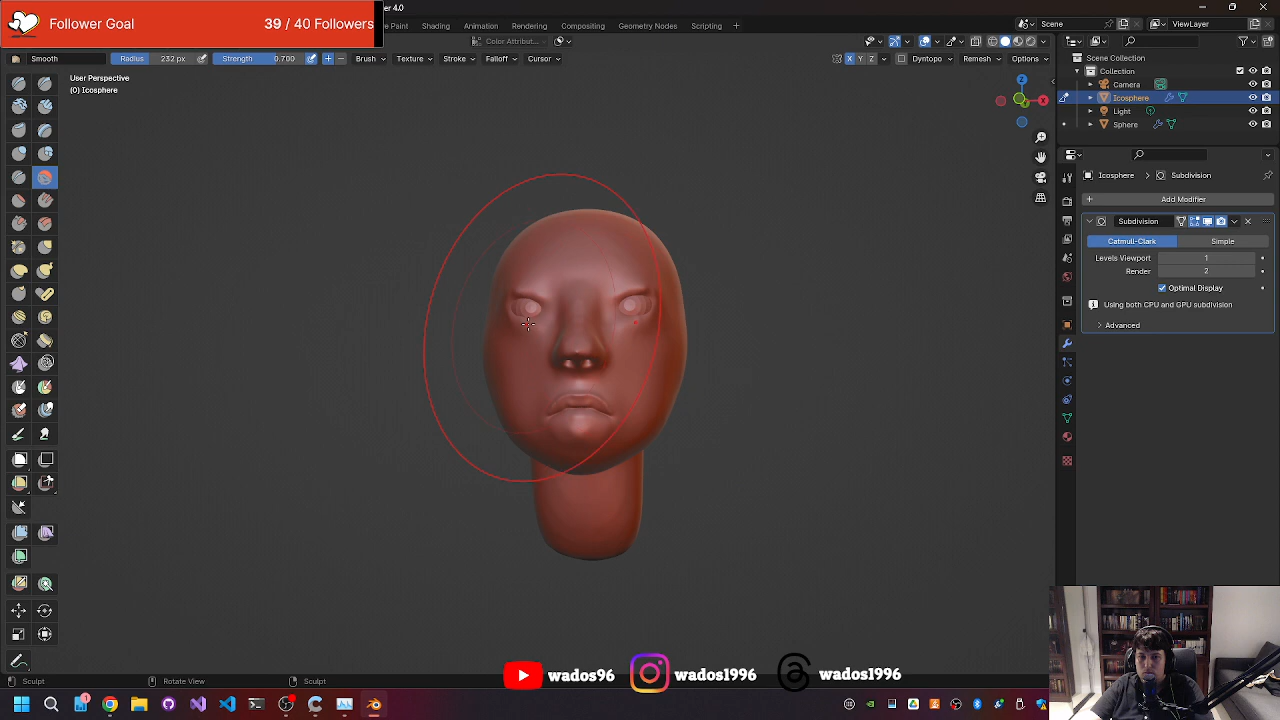 Follower Goal 39 / 40 Followers
er 4.0
e Paint Shading Animation Rendering Compositing Geometry Nodes Scripting +
Scene ViewLayer
Color Attribut...
Smooth Radius 232 px Strength 0.700 Brush Texture Stroke Falloff Cursor X Y Z Dyntopo Remesh Options
User Perspective
(0) Icosphere
Z
X
Scene Collection
Collection
Camera
Icosphere
Light
Sphere
Icosphere Subdivision
Add Modifier
Subdivision
Catmull-Clark Simple
Levels Viewport 1
Render 2
Optimal Display
Using both CPU and GPU subdivision
Advanced
wados96 wados1996 wados1996
Sculpt Rotate View Sculpt